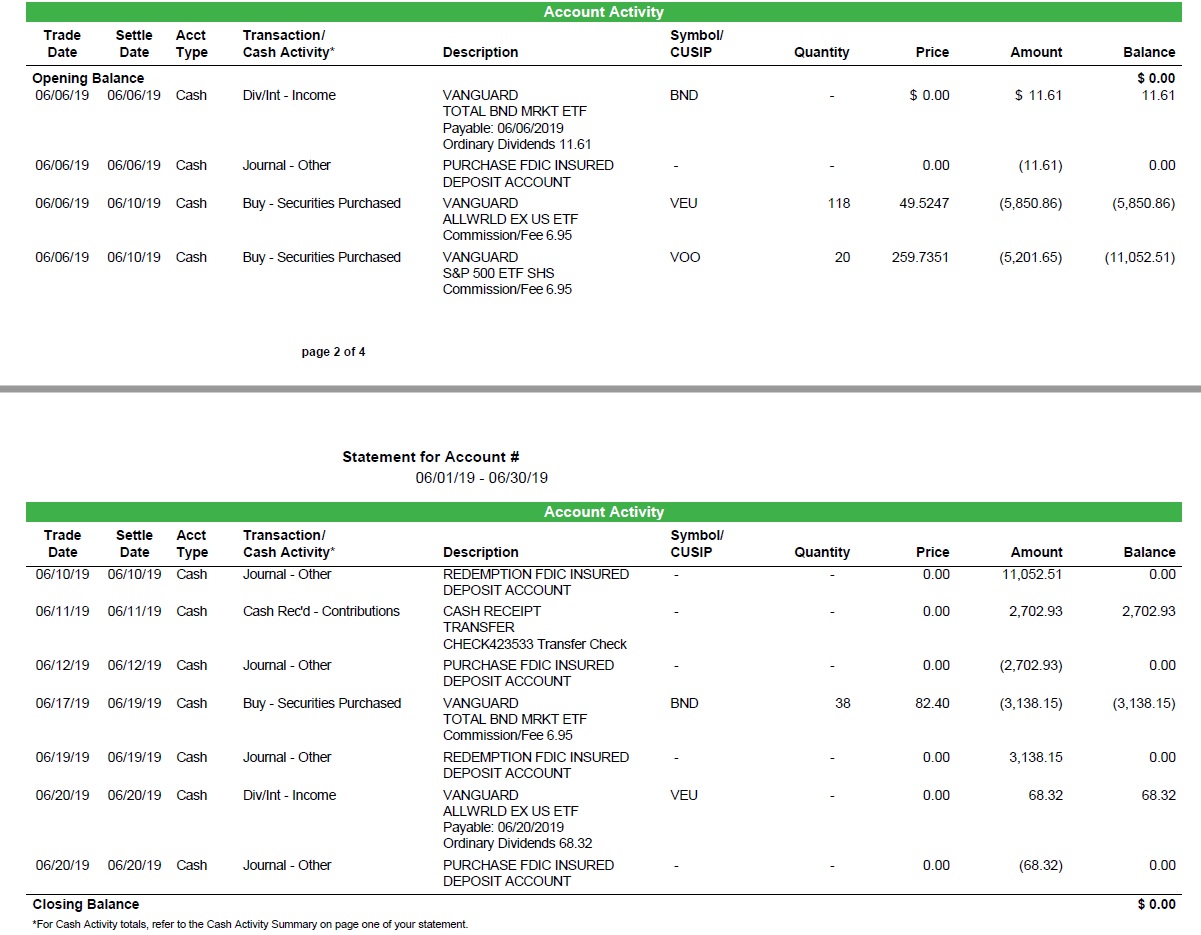 Account Activity
Trade Date Settle Date Acct Type Transaction/ Cash Activity* Description Symbol/ CUSIP Quantity Price Amount Balance
Opening Balance $ 0.00
06/06/19 06/06/19 Cash Div/Int - Income VANGUARD BND - $ 0.00 $ 11.61 11.61
TOTAL BND MRKT ETF
Payable: 06/06/2019
Ordinary Dividends 11.61
06/06/19 06/06/19 Cash Journal - Other PURCHASE FDIC INSURED - - 0.00 (11.61) 0.00
DEPOSIT ACCOUNT
06/06/19 06/10/19 Cash Buy - Securities Purchased VANGUARD VEU 118 49.5247 (5,850.86) (5,850.86)
ALLWRLD EX US ETF
Commission/Fee 6.95
06/06/19 06/10/19 Cash Buy - Securities Purchased VANGUARD VOO 20 259.7351 (5,201.65) (11,052.51)
S&P 500 ETF SHS
Commission/Fee 6.95
page 2 of 4
Statement for Account #
06/01/19 - 06/30/19
Account Activity
Trade Date Settle Date Acct Type Transaction/ Cash Activity* Description Symbol/ CUSIP Quantity Price Amount Balance
06/10/19 06/10/19 Cash Journal - Other REDEMPTION FDIC INSURED - - 0.00 11,052.51 0.00
DEPOSIT ACCOUNT
06/11/19 06/11/19 Cash Cash Rec'd - Contributions CASH RECEIPT - - 0.00 2,702.93 2,702.93
TRANSFER
CHECK423533 Transfer Check
06/12/19 06/12/19 Cash Journal - Other PURCHASE FDIC INSURED - - 0.00 (2,702.93) 0.00
DEPOSIT ACCOUNT
06/17/19 06/19/19 Cash Buy - Securities Purchased VANGUARD BND 38 82.40 (3,138.15) (3,138.15)
TOTAL BND MRKT ETF
Commission/Fee 6.95
06/19/19 06/19/19 Cash Journal - Other REDEMPTION FDIC INSURED - - 0.00 3,138.15 0.00
DEPOSIT ACCOUNT
06/20/19 06/20/19 Cash Div/Int - Income VANGUARD VEU - 0.00 68.32 68.32
ALLWRLD EX US ETF
Payable: 06/20/2019
Ordinary Dividends 68.32
06/20/19 06/20/19 Cash Journal - Other PURCHASE FDIC INSURED - - 0.00 (68.32) 0.00
DEPOSIT ACCOUNT
Closing Balance $ 0.00
*For Cash Activity totals, refer to the Cash Activity Summary on page one of your statement.